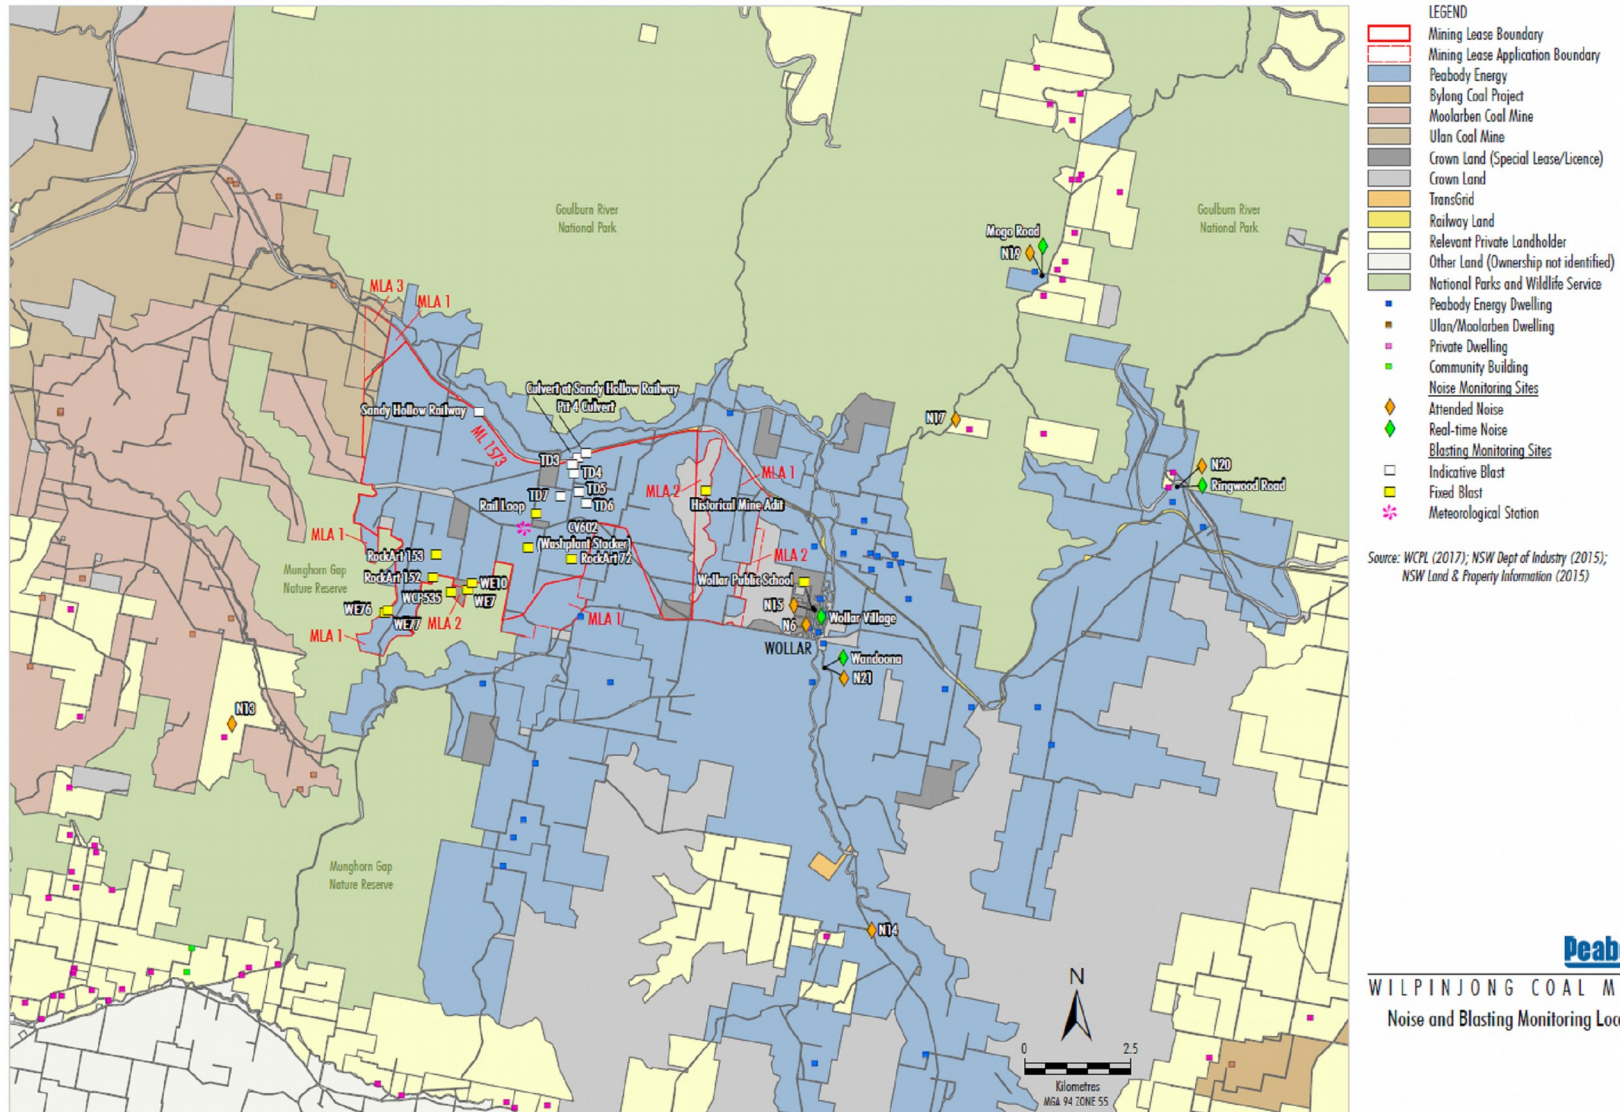 LEGEND
Mining Lease Boundary
Mining Lease Application Boundary
Peabody Energy
Bylong Coal Project
Moolarben Coal Mine
Ulan Coal Mine
Crown Land (Special Lease/Licence)
Crown Land
TransGrid
Railway Land
Relevant Private Landholder
Other Land (Ownership not identified)
National Parks and Wildlife Service
Peabody Energy Dwelling
Ulan/Moolarben Dwelling
Private Dwelling
Community Building
Noise Monitoring Sites
Attended Noise
Real-time Noise
Blasting Monitoring Sites
Indicative Blast
Fixed Blast
Meteorological Station
Source: WCPL (2017); NSW Dept of Industry (2015);
NSW Land & Property Information (2015)
Goulburn River
National Park
Goulburn River
National Park
Mogo Road
N19
MLA 3
MLA 1
Culvert at Sandy Hollow Railway
Pit 4 Culvert
Sandy Hollow Railway
ML 1573
N17
TD3
TD4
TD5
TD7
TD6
Rail Loop
MLA 2
MLA 1
Historical Mine Adit
N20
Ringwood Road
CV602
(Washplant Stacker)
RockArt 72
MLA 1
RockArt 153
RockArt 152
Munghorn Gap
Nature Reserve
WE10
WE7
WCP535
WE76
WE77
MLA 1
MLA 2
MLA 1
MLA 2
Wollar Public School
N15
Wollar Village
N6
WOLLAR
Wandoona
N21
N13
Munghorn Gap
Nature Reserve
N14
N
0
2.5
Kilometres
MGA 94 ZONE 55
Peab
WILPINJONG COAL M
Noise and Blasting Monitoring Loc